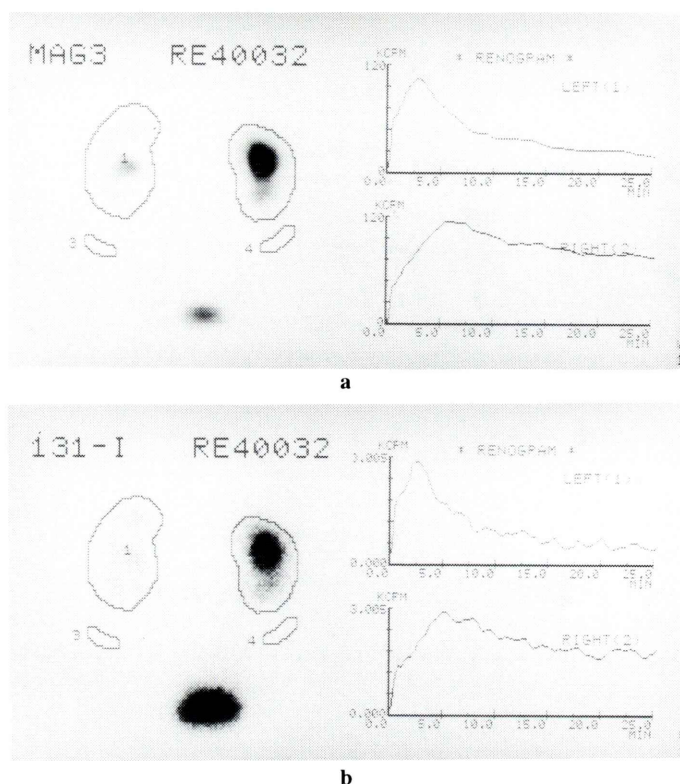 MAG3 RE40032
KCPM
120
* RENOGRAM *
LEFT(1)
0
0.0 5.0 10.0 15.0 20.0 25.0
MIN
KCPM
120
RIGHT(2)
0
0.0 5.0 10.0 15.0 20.0 25.0
MIN
1
3
4
a
131-I RE40032
KCPM
3.005
* RENOGRAM *
LEFT(1)
0.000
0.0 5.0 10.0 15.0 20.0 25.0
MIN
KCPM
3.005
RIGHT(2)
0.000
0.0 5.0 10.0 15.0 20.0 25.0
MIN
1
3
4
b